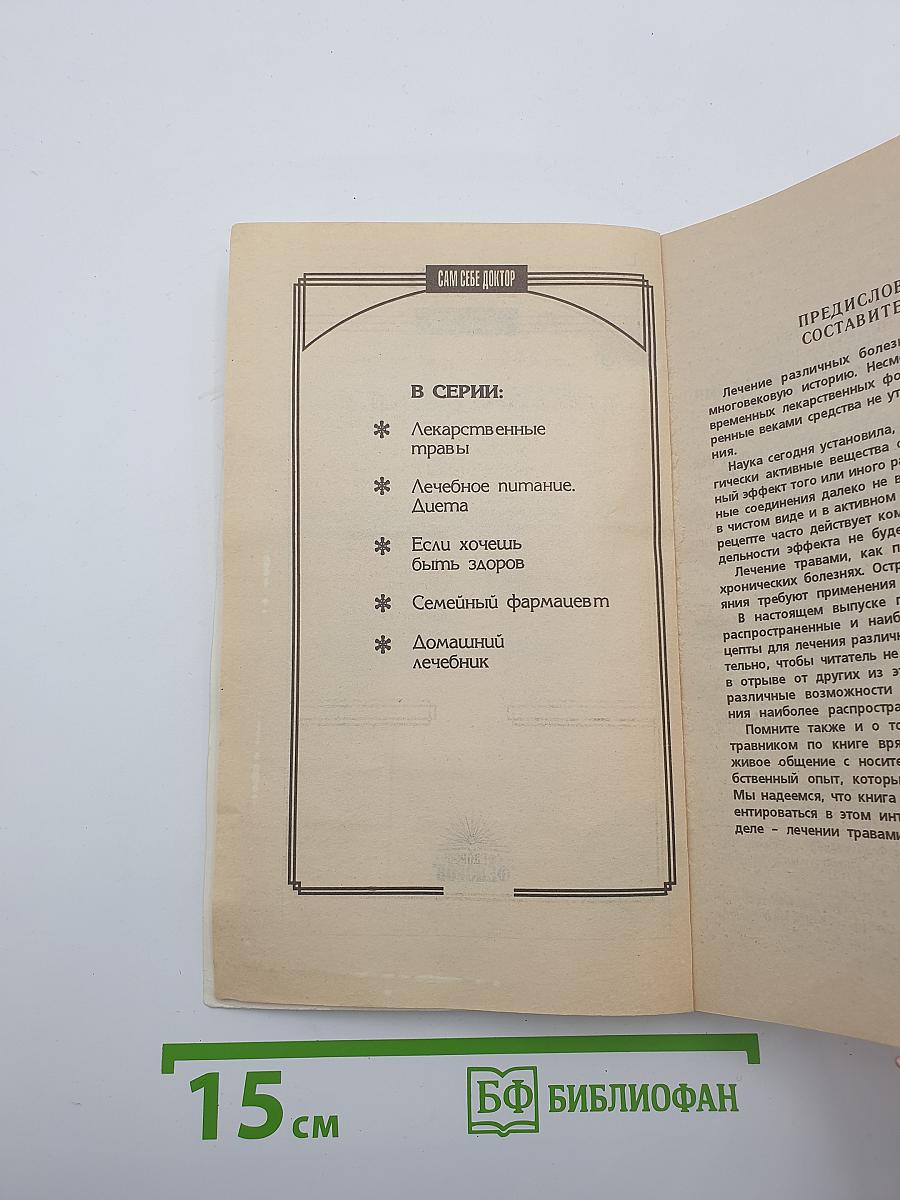 САМ СЕБЕ ДОКТОР
В СЕРИИ:
Лекарственные
травы
Лечебное питание.
Диета
Если хочешь
быть здоров
Семейный фармацевт
Домашний
лечебник
ПРЕДИСЛОВ
СОСТАВИТЕ
Лечение различных болез
многовековую историю. Несм
временных лекарственных фо
ренные веками средства не ут
ния.
Наука сегодня установила,
гически активные вещества
ный эффект того или иного ра
ные соединения далеко не в
в чистом виде и в активном
рецепте часто действует ком
дельности эффекта не буде
Лечение травами, как п
хронических болезнях. Остр
яния требуют применения
В настоящем выпуске п
распространенные и наиб
цепты для лечения различн
тельно, чтобы читатель не
в отрыве от других из э
различные возможности
ния наиболее распростра
Помните также и о то
травником по книге вря
живое общение с носите
бственный опыт, которы
Мы надеемся, что книга
ентироваться в этом инт
деле – лечении травами
15 см
БФ БИБЛИОФАН